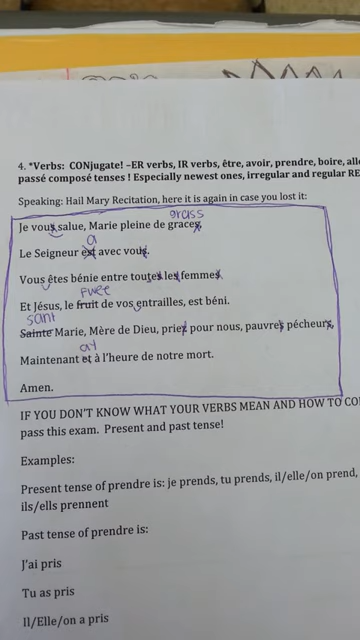 4. *Verbs: CONjugate! –ER verbs, IR verbs, être, avoir, prendre, boire,
passé composé tenses ! Especially newest ones, irregular and regular RE
Speaking: Hail Mary Recitation, here it is again in case you lost it:
grass
Je vous salue, Marie pleine de graces,
a
Le Seigneur est avec vous.
Vous êtes bénie entre toutes les femmes
Fwee
Et Jésus, le fruit de vos entrailles, est béni.
sant
Sainte Marie, Mère de Dieu, priez pour nous, pauvres pécheurs,
ay
Maintenant et à l'heure de notre mort.
Amen.
IF YOU DON'T KNOW WHAT YOUR VERBS MEAN AND HOW TO
pass this exam. Present and past tense!
Examples:
Present tense of prendre is: je prends, tu prends, il/elle/on prend,
ils/ells prennent
Past tense of prendre is:
J'ai pris
Tu as pris
Il/Elle/on a pris